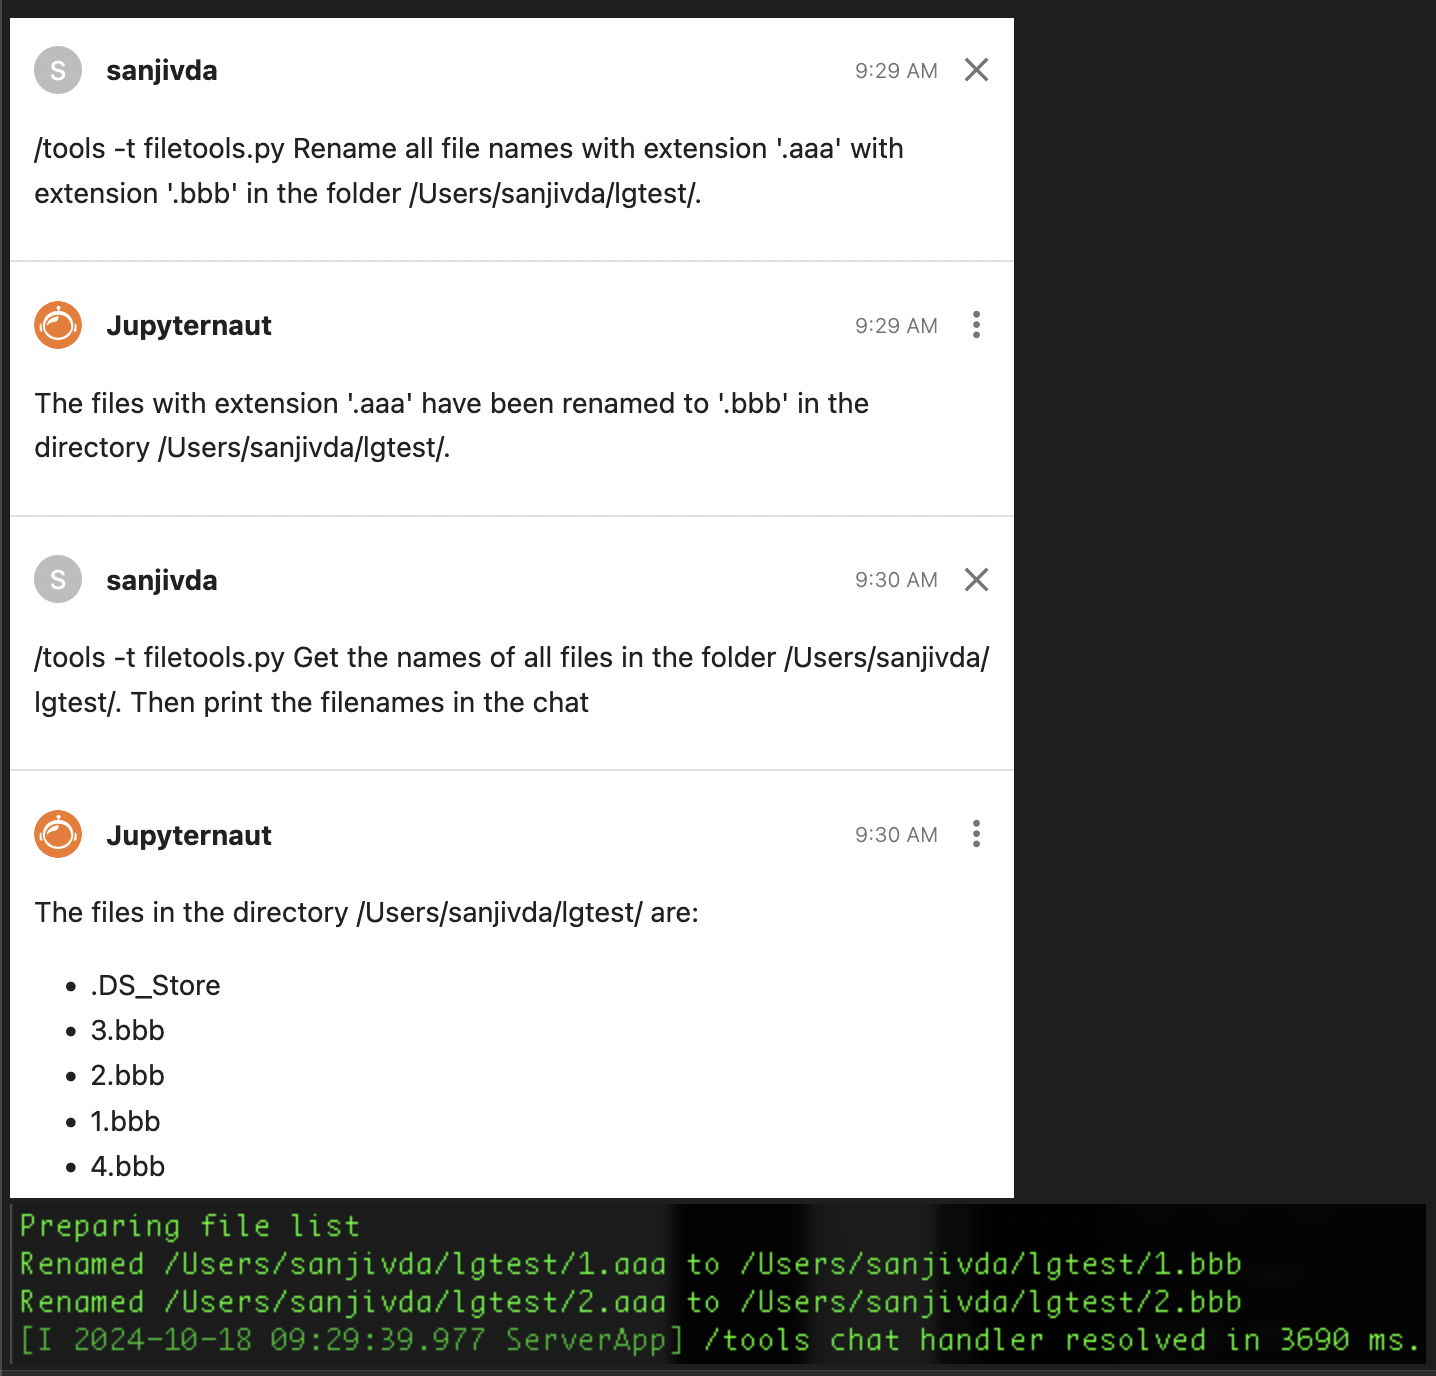 S sanjivda 9:29 AM
/tools -t filetools.py Rename all file names with extension '.aaa' with
extension '.bbb' in the folder /Users/sanjivda/lgtest/.
Jupyternaut 9:29 AM
The files with extension '.aaa' have been renamed to '.bbb' in the
directory /Users/sanjivda/lgtest/.
S sanjivda 9:30 AM
/tools -t filetools.py Get the names of all files in the folder /Users/sanjivda/
lgtest/. Then print the filenames in the chat
Jupyternaut 9:30 AM
The files in the directory /Users/sanjivda/lgtest/ are:
• .DS_Store
• 3.bbb
• 2.bbb
• 1.bbb
• 4.bbb
Preparing file list
Renamed /Users/sanjivda/lgtest/1.aaa to /Users/sanjivda/lgtest/1.bbb
Renamed /Users/sanjivda/lgtest/2.aaa to /Users/sanjivda/lgtest/2.bbb
[I 2024-10-18 09:29:39.977 ServerApp] /tools chat handler resolved in 3690 ms.